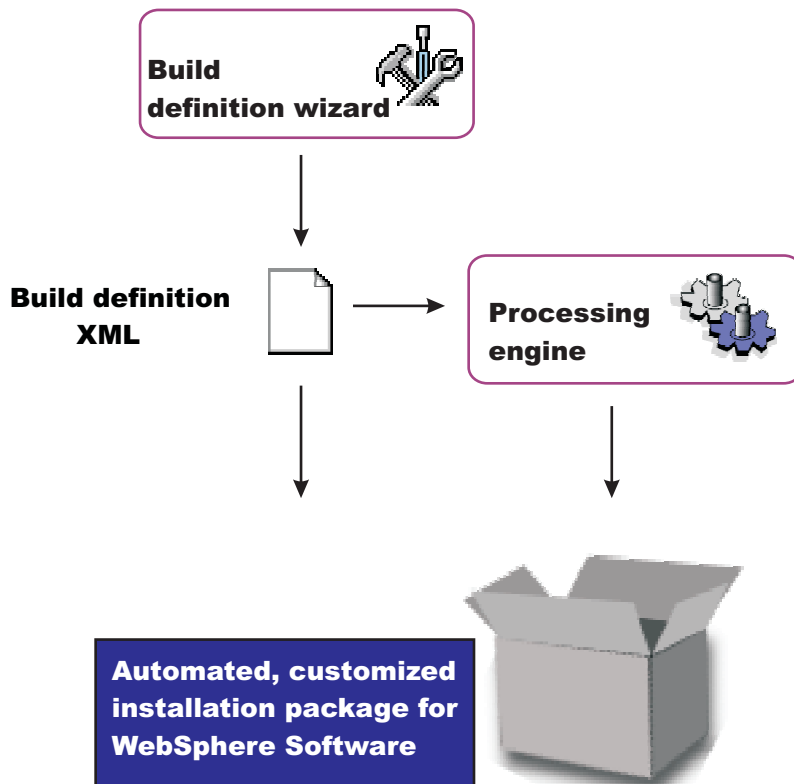 Build
definition wizard
Build definition
XML
Processing
engine
Automated, customized
installation package for
WebSphere Software